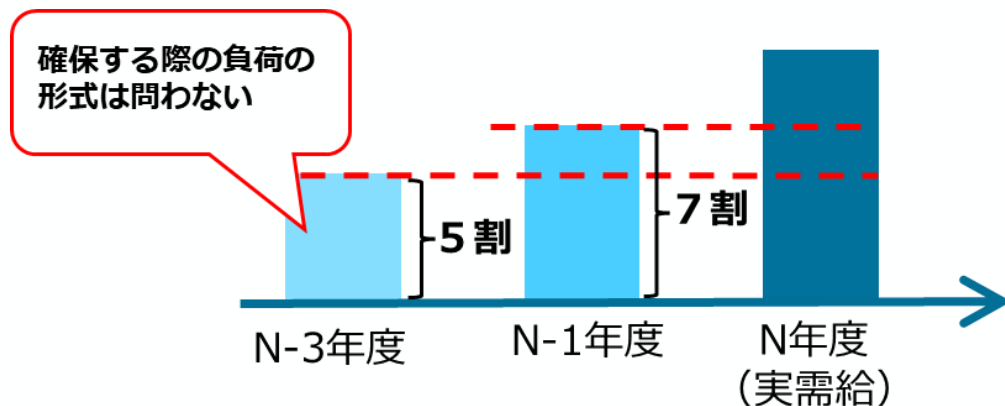 確保する際の負荷の
形式は問わない
5割
7割
N-3年度
N-1年度
N年度
（実需給）